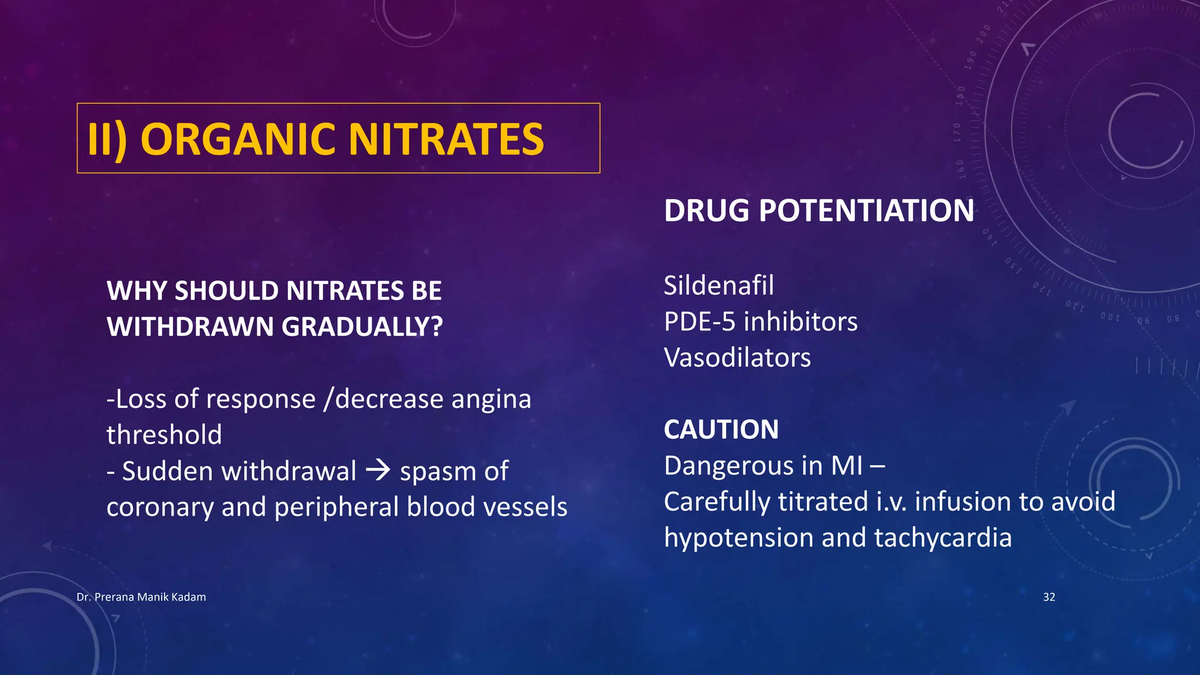 II) ORGANIC NITRATES
WHY SHOULD NITRATES BE
WITHDRAWN GRADUALLY?
-Loss of response /decrease angina
threshold
- Sudden withdrawal → spasm of
coronary and peripheral blood vessels
DRUG POTENTIATION
Sildenafil
PDE-5 inhibitors
Vasodilators
CAUTION
Dangerous in MI –
Carefully titrated i.v. infusion to avoid
hypotension and tachycardia
Dr. Prerana Manik Kadam
32